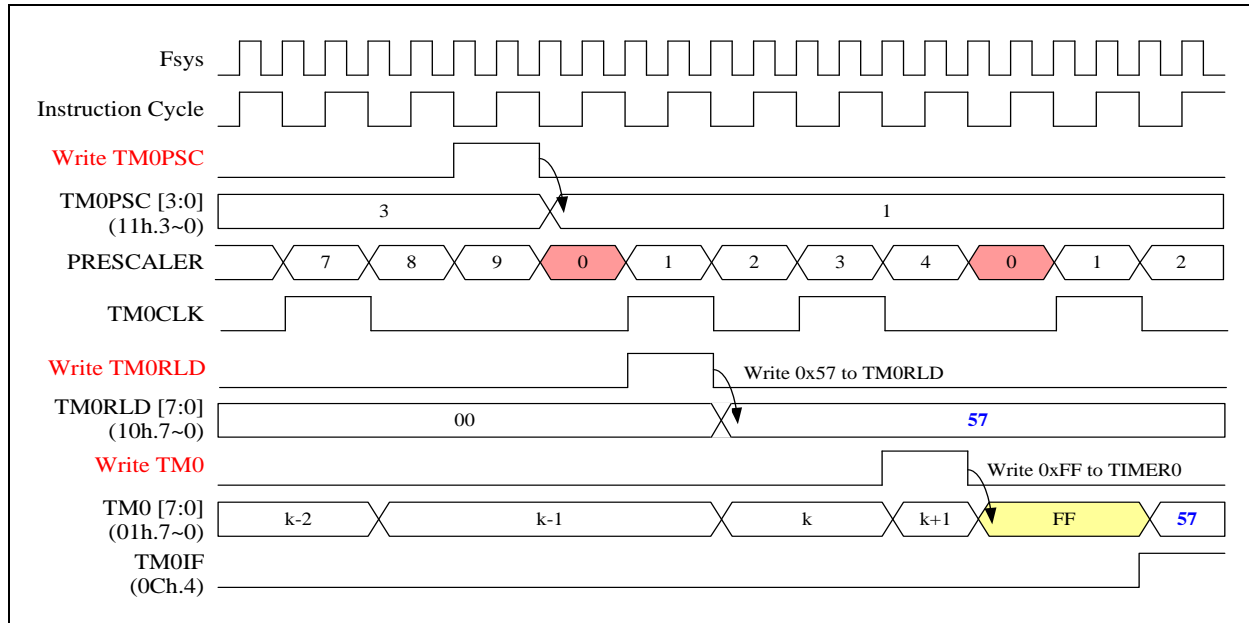 Fsys
Instruction Cycle
Write TM0PSC
TM0PSC [3:0]
(11h.3~0)
3
1
PRESCALER
7
8
9
0
1
2
3
4
0
1
2
TM0CLK
Write TM0RLD
Write 0x57 to TM0RLD
TM0RLD [7:0]
(10h.7~0)
00
57
Write TM0
Write 0xFF to TIMER0
TM0 [7:0]
(01h.7~0)
k-2
k-1
k
k+1
FF
57
TM0IF
(0Ch.4)